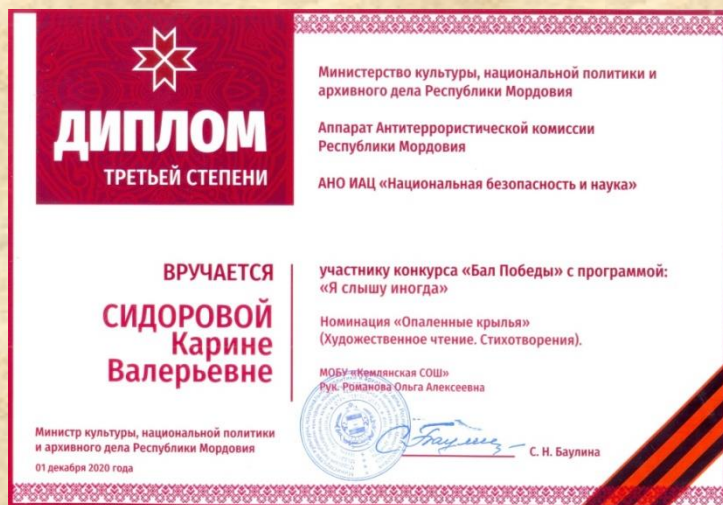 ДИПЛОМ
ТРЕТЬЕЙ СТЕПЕНИ
Министерство культуры, национальной политики и
архивного дела Республики Мордовия
Аппарат Антитеррористической комиссии
Республики Мордовия
АНО ИАЦ «Национальная безопасность и наука»
ВРУЧАЕТСЯ
СИДОРОВОЙ
Карине
Валерьевне
участнику конкурса «Бал Победы» с программой:
«Я слышу иногда»
Номинация «Опаленные крылья»
(Художественное чтение. Стихотворения).
МОБУ «Кемлянская СОШ»
Рук. Романова Ольга Алексеевна
Министр культуры, национальной политики
и архивного дела Республики Мордовия
01 декабря 2020 года
С. Н. Баулина